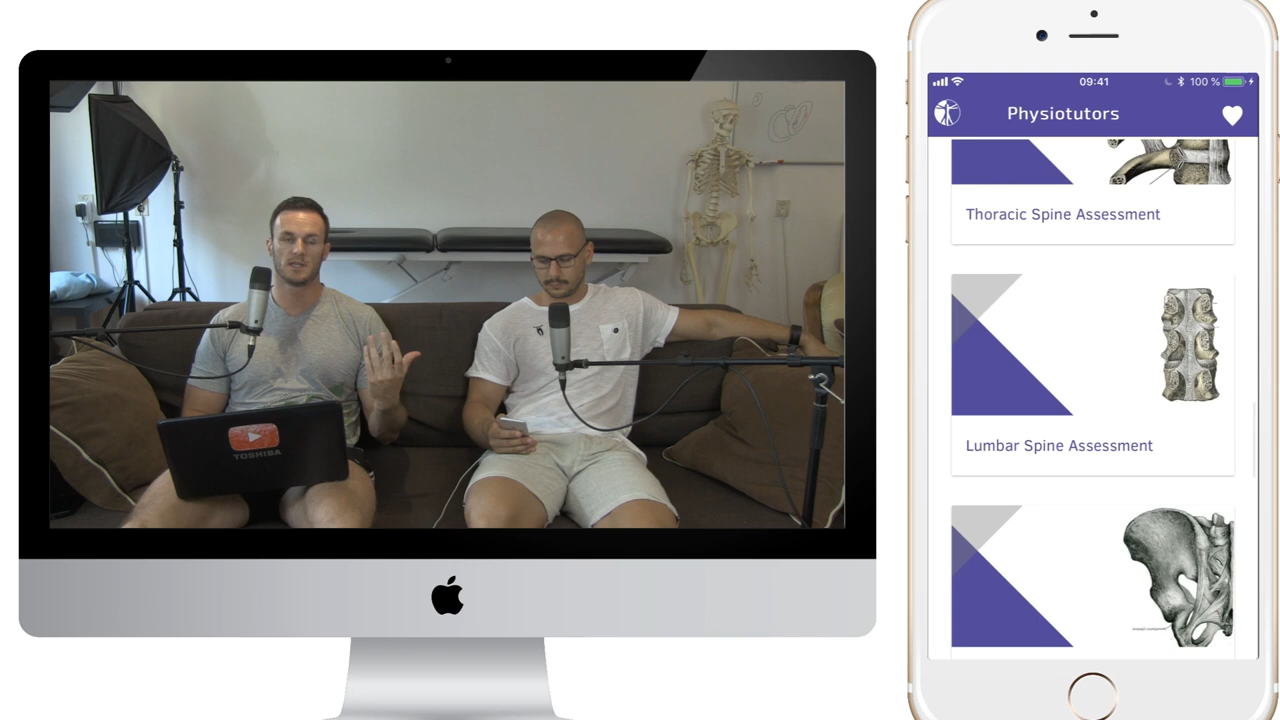 TOSHIBA
09:41
100 %
Physiotutors
Thoracic Spine Assessment
Lumbar Spine Assessment